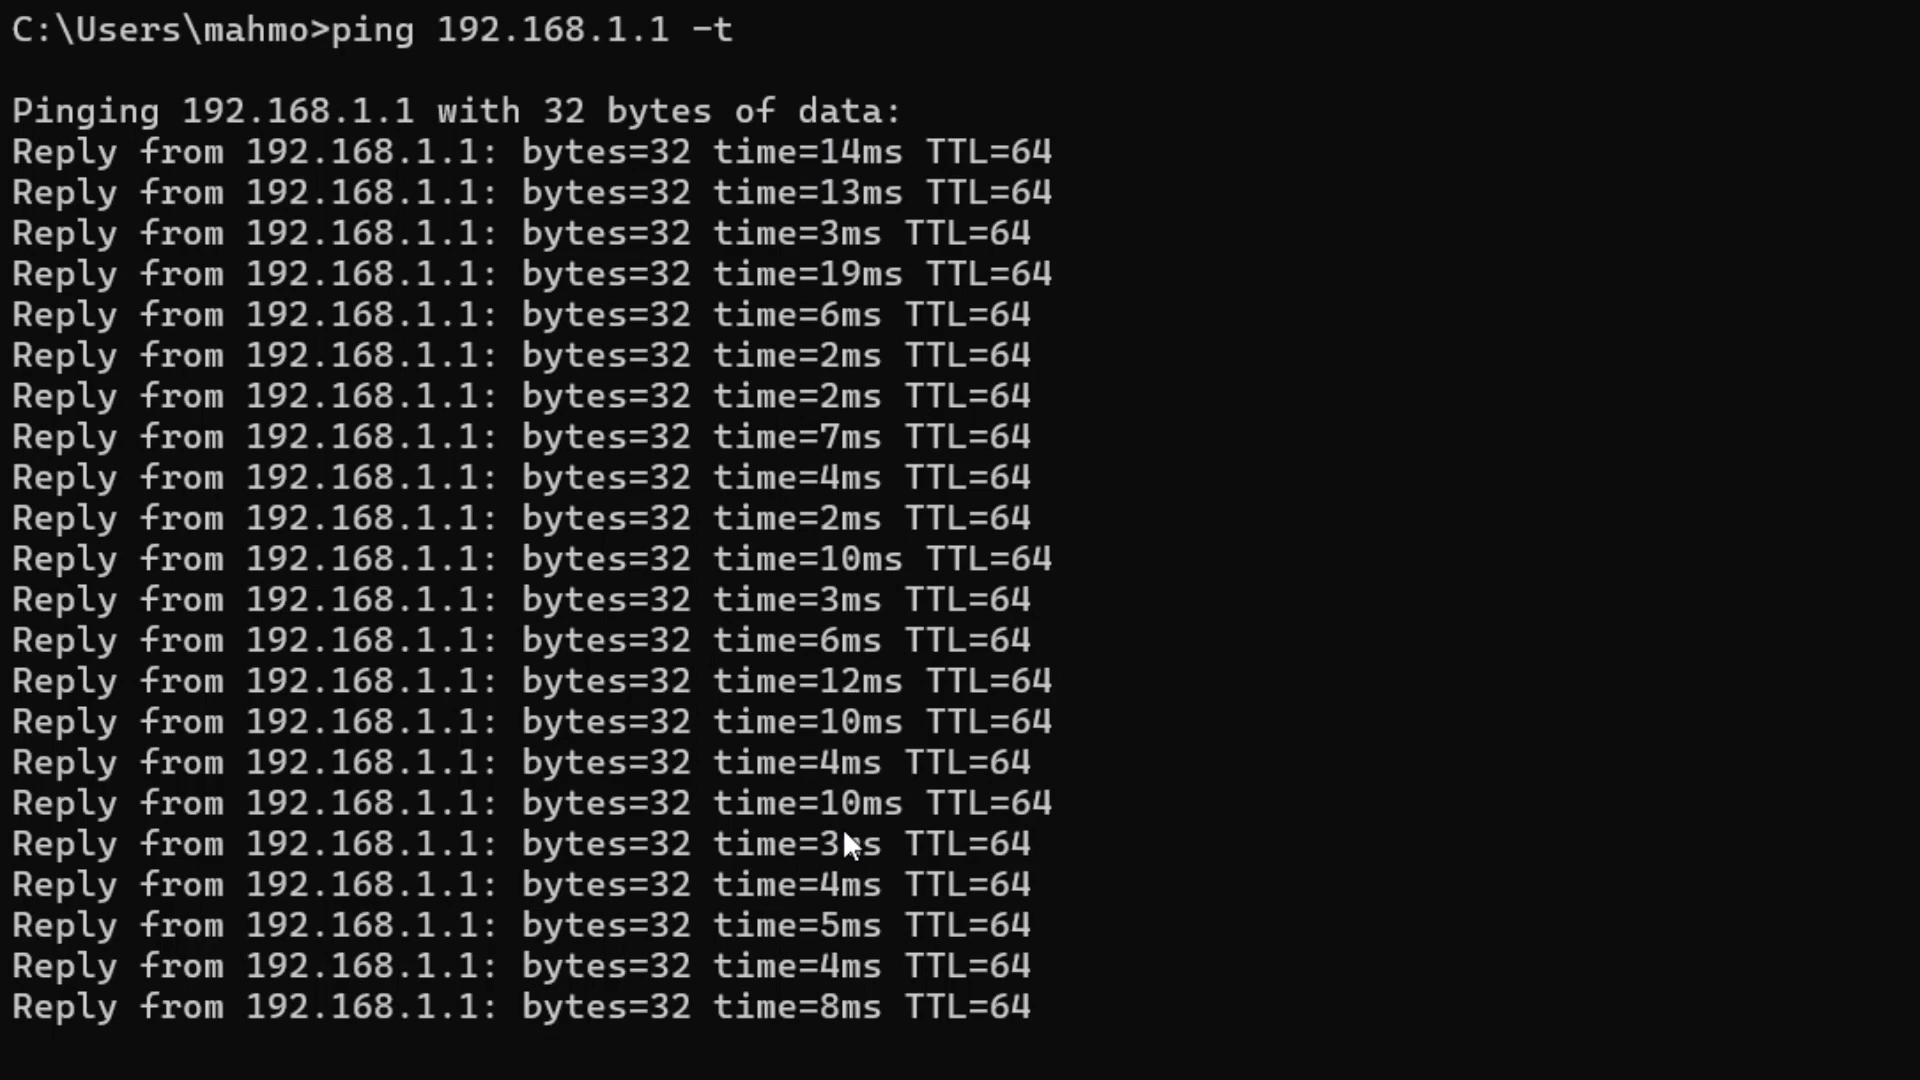 C:\Users\mahmo>ping 192.168.1.1 -t
Pinging 192.168.1.1 with 32 bytes of data:
Reply from 192.168.1.1: bytes=32 time=14ms TTL=64
Reply from 192.168.1.1: bytes=32 time=13ms TTL=64
Reply from 192.168.1.1: bytes=32 time=3ms TTL=64
Reply from 192.168.1.1: bytes=32 time=19ms TTL=64
Reply from 192.168.1.1: bytes=32 time=6ms TTL=64
Reply from 192.168.1.1: bytes=32 time=2ms TTL=64
Reply from 192.168.1.1: bytes=32 time=2ms TTL=64
Reply from 192.168.1.1: bytes=32 time=7ms TTL=64
Reply from 192.168.1.1: bytes=32 time=4ms TTL=64
Reply from 192.168.1.1: bytes=32 time=2ms TTL=64
Reply from 192.168.1.1: bytes=32 time=10ms TTL=64
Reply from 192.168.1.1: bytes=32 time=3ms TTL=64
Reply from 192.168.1.1: bytes=32 time=6ms TTL=64
Reply from 192.168.1.1: bytes=32 time=12ms TTL=64
Reply from 192.168.1.1: bytes=32 time=10ms TTL=64
Reply from 192.168.1.1: bytes=32 time=4ms TTL=64
Reply from 192.168.1.1: bytes=32 time=10ms TTL=64
Reply from 192.168.1.1: bytes=32 time=3ms TTL=64
Reply from 192.168.1.1: bytes=32 time=4ms TTL=64
Reply from 192.168.1.1: bytes=32 time=5ms TTL=64
Reply from 192.168.1.1: bytes=32 time=4ms TTL=64
Reply from 192.168.1.1: bytes=32 time=8ms TTL=64